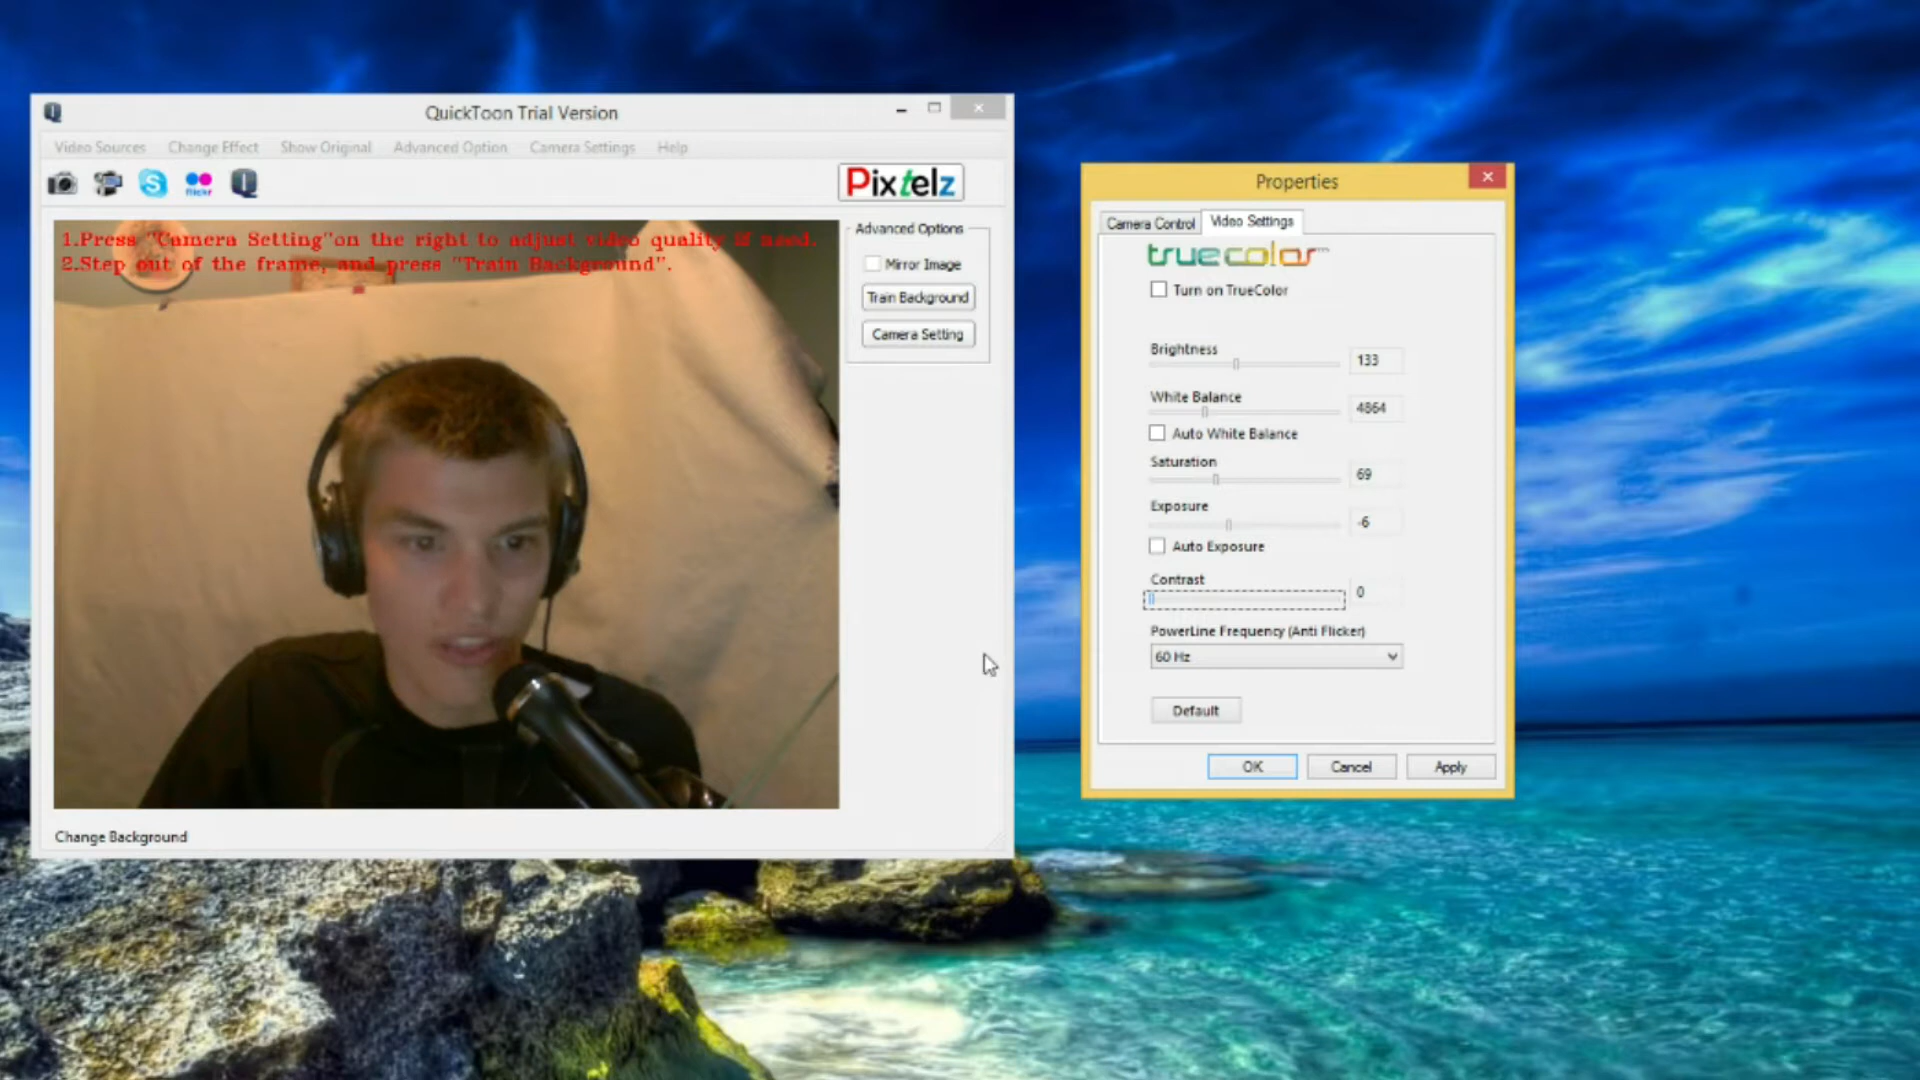 QuickToon Trial Version
Video Sources Change Effect Show Original Advanced Option Camera Settings Help
flickr
Pixtelz
1.Press "Camera Setting"on the right to adjust video quality if need.
2.Step out of the frame, and press "Train Background".
Advanced Options
Mirror Image
Train Background
Camera Setting
Change Background
Properties
Camera Control Video Settings
truecolor
Turn on TrueColor
Brightness
133
White Balance
4864
Auto White Balance
Saturation
69
Exposure
-6
Auto Exposure
Contrast
0
PowerLine Frequency (Anti Flicker)
60 Hz
Default
OK Cancel Apply